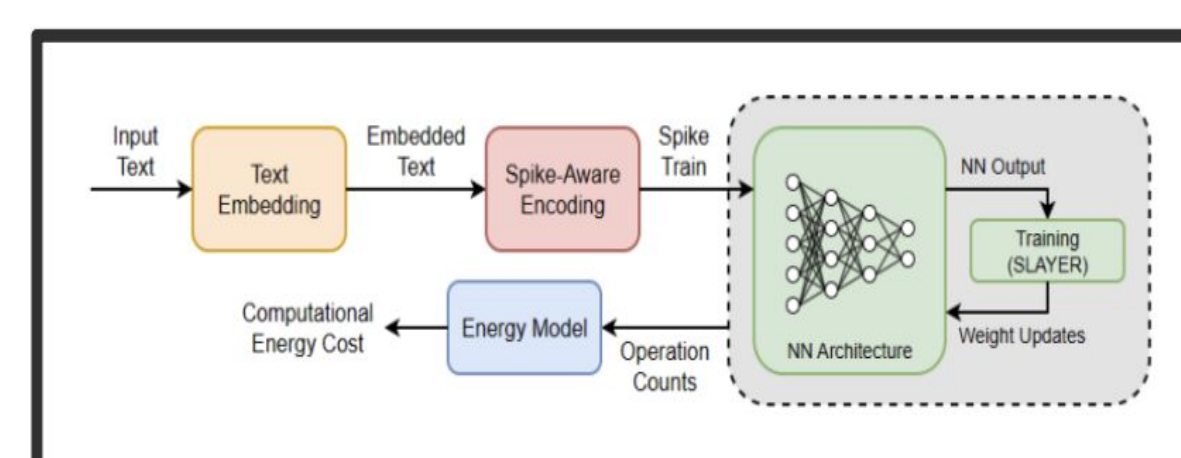 Input
Text
Text
Embedding
Embedded
Text
Spike-Aware
Encoding
Spike
Train
NN Architecture
NN Output
Training
(SLAYER)
Weight Updates
Operation
Counts
Energy Model
Computational
Energy Cost